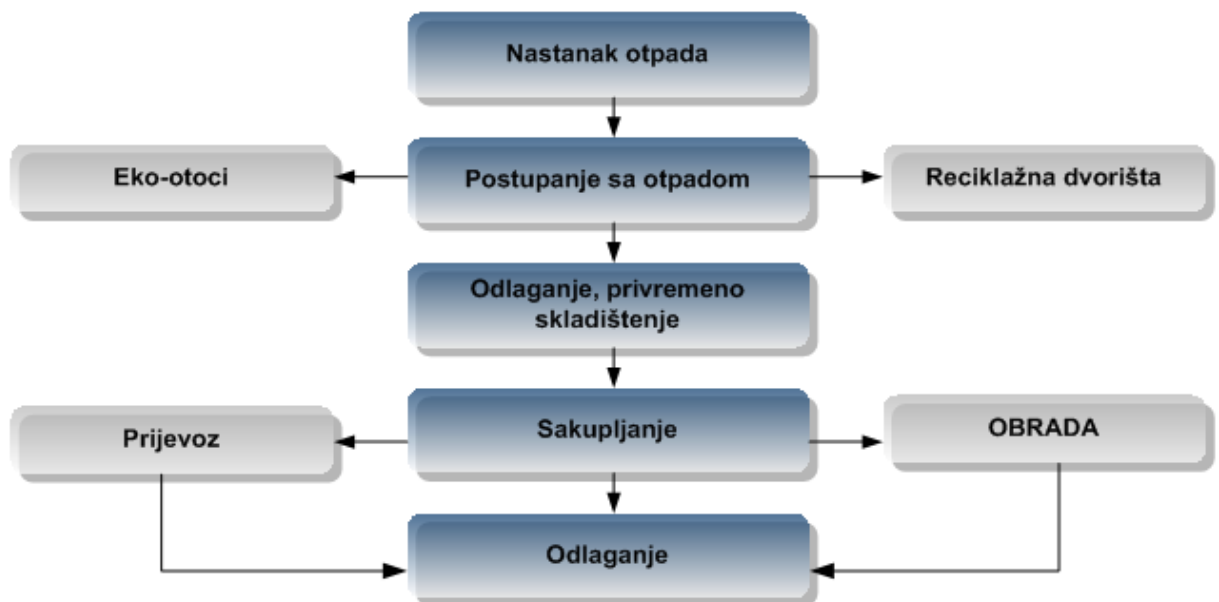 Nastanak otpada
Eko-otoci
Postupanje sa otpadom
Reciklažna dvorišta
Odlaganje, privremeno
skladištenje
Prijevoz
Sakupljanje
OBRADA
Odlaganje